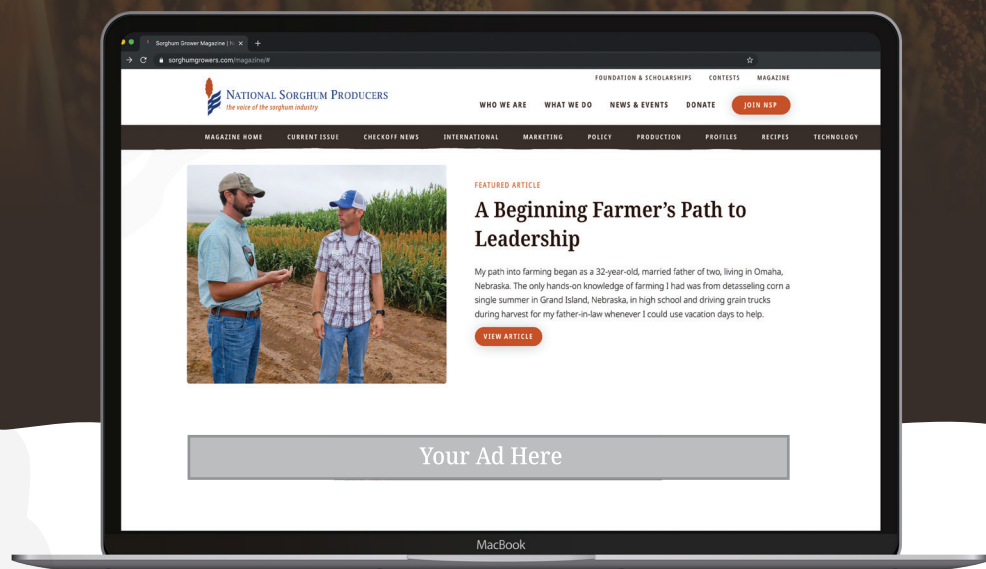 Sorghum Grower Magazine | N
sorghumgrowers.com/magazine/#
FOUNDATION & SCHOLARSHIPS CONTESTS MAGAZINE
NATIONAL SORGHUM PRODUCERS
the voice of the sorghum industry
WHO WE ARE WHAT WE DO NEWS & EVENTS DONATE JOIN NSP
MAGAZINE HOME CURRENT ISSUE CHECKOFF NEWS INTERNATIONAL MARKETING POLICY PRODUCTION PROFILES RECIPES TECHNOLOGY
FEATURED ARTICLE
A Beginning Farmer's Path to
Leadership
My path into farming began as a 32-year-old, married father of two, living in Omaha,
Nebraska. The only hands-on knowledge of farming I had was from detasseling corn a
single summer in Grand Island, Nebraska, in high school and driving grain trucks
during harvest for my father-in-law whenever I could use vacation days to help.
VIEW ARTICLE
Your Ad Here
MacBook